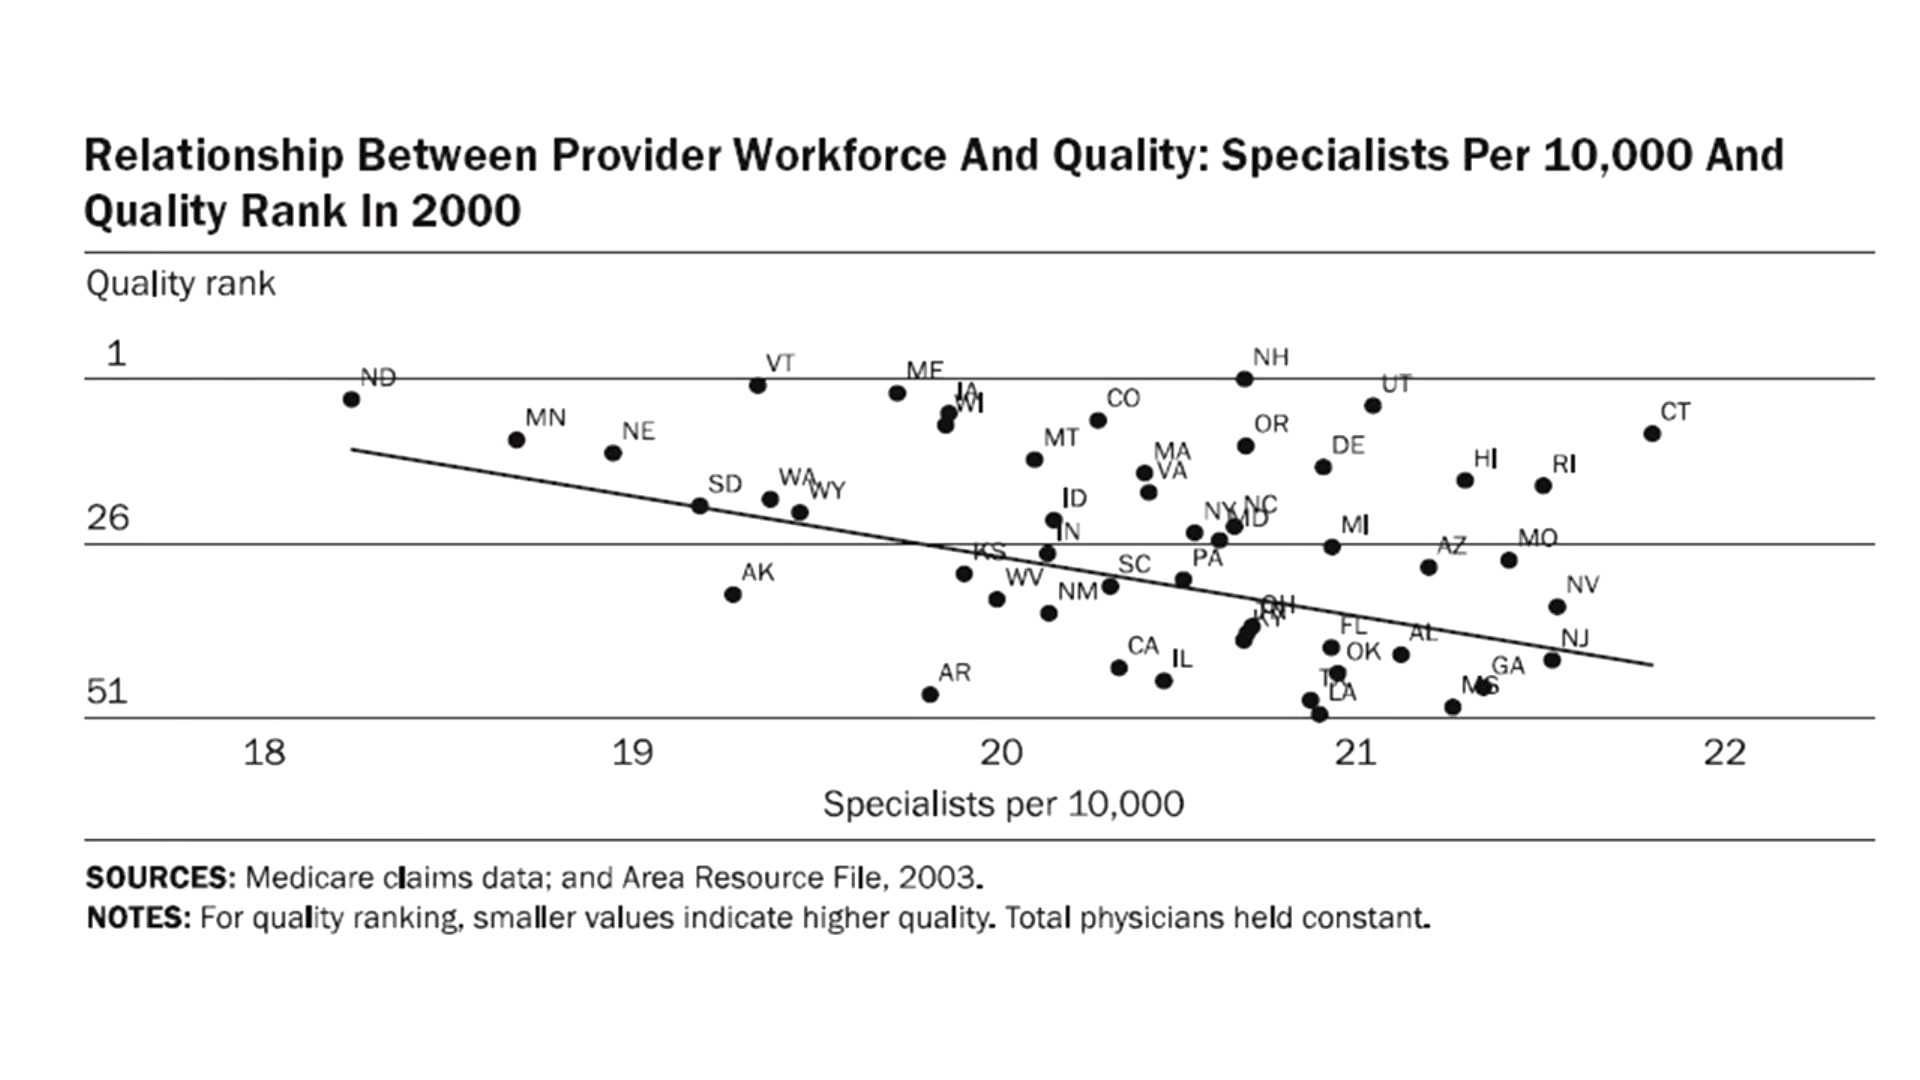 Relationship Between Provider Workforce And Quality: Specialists Per 10,000 And
Quality Rank In 2000
Quality rank
1
ND
VT
ME
IA
WI
NH
UT
CO
CT
MN
NE
MT
OR
MA
VA
DE
HI
RI
SD
WA
WY
ID
IN
NY
NC
MD
MI
26
KS
WV
NM
SC
PA
AZ
MO
AK
NV
OH
KY
FL
OK
AL
NJ
CA
IL
AR
LA
MS
GA
51
18 19 20 21 22
Specialists per 10,000
SOURCES: Medicare claims data; and Area Resource File, 2003.
NOTES: For quality ranking, smaller values indicate higher quality. Total physicians held constant.